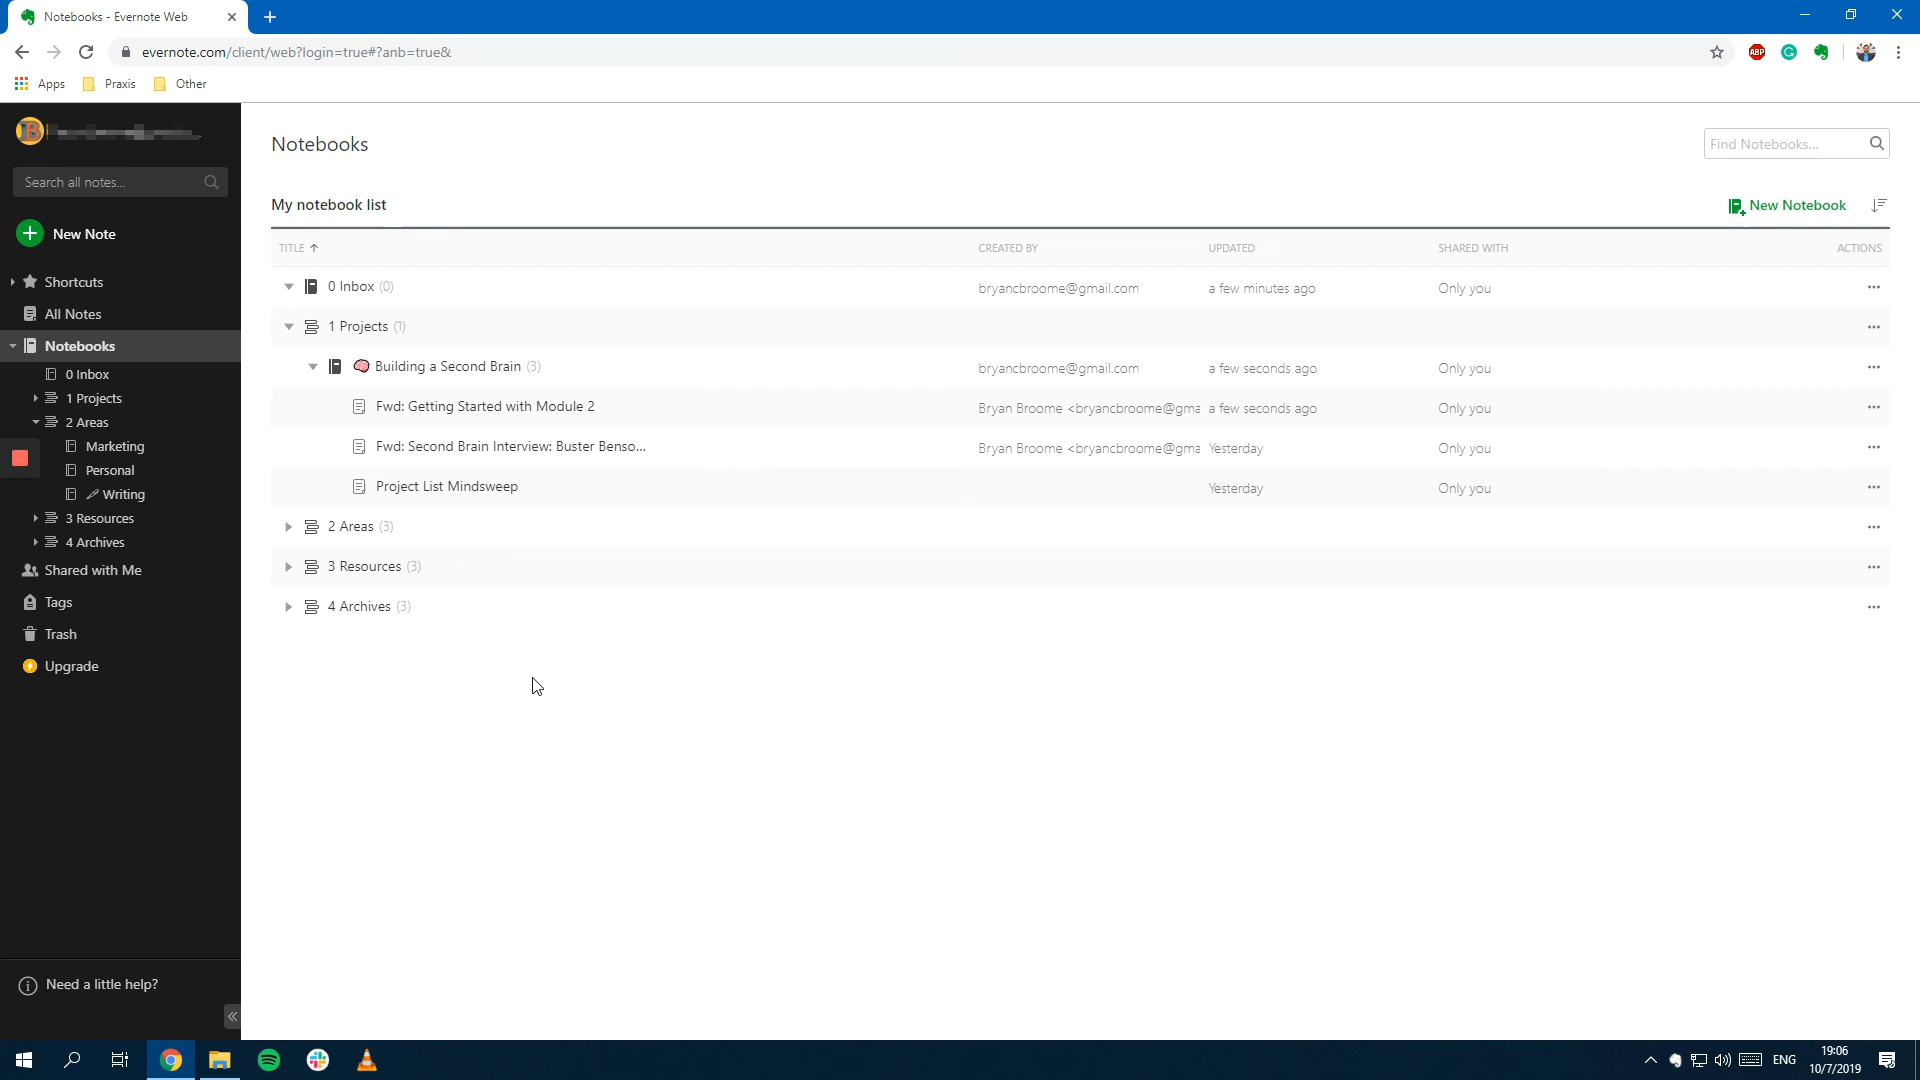 Notebooks - Evernote Web
evernote.com/client/web?login=true#?anb=true&
ABP
Apps Praxis Other
Search all notes...
New Note
Shortcuts
All Notes
Notebooks
0 Inbox
1 Projects
2 Areas
Marketing
Personal
Writing
3 Resources
4 Archives
Shared with Me
Tags
Trash
Upgrade
Need a little help?
Notebooks
Find Notebooks...
My notebook list
New Notebook
TITLE CREATED BY UPDATED SHARED WITH ACTIONS
0 Inbox (0) bryancbroome@gmail.com a few minutes ago Only you
1 Projects (1)
Building a Second Brain (3) bryancbroome@gmail.com a few seconds ago Only you
Fwd: Getting Started with Module 2 Bryan Broome <bryancbroome@gma a few seconds ago Only you
Fwd: Second Brain Interview: Buster Benso... Bryan Broome <bryancbroome@gma Yesterday Only you
Project List Mindsweep Yesterday Only you
2 Areas (3)
3 Resources (3)
4 Archives (3)
ENG
19:06
10/7/2019